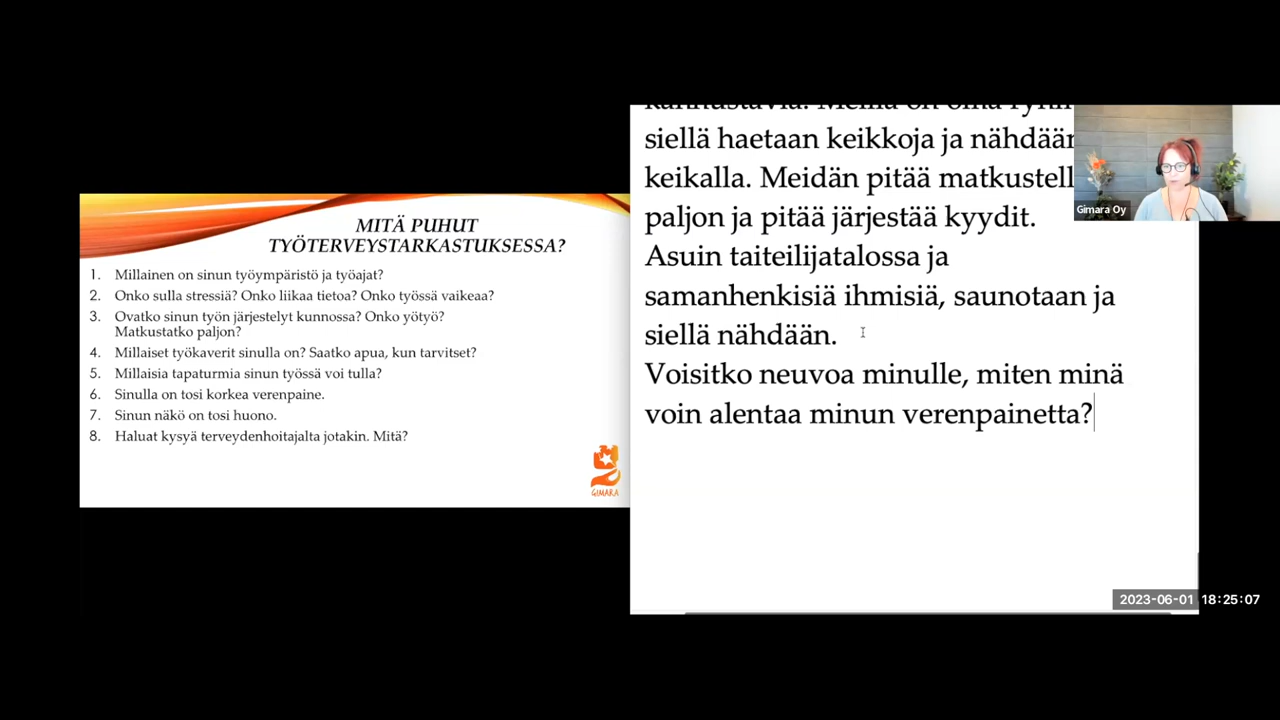 MITÄ PUHUT
TYÖTERVEYSTARKASTUKSESSA?
1. Millainen on sinun työympäristö ja työajat?
2. Onko sulla stressiä? Onko liikaa tietoa? Onko työssä vaikeaa?
3. Ovatko sinun työn järjestelyt kunnossa? Onko yötyö?
Matkustatko paljon?
4. Millaiset työkaverit sinulla on? Saatko apua, kun tarvitset?
5. Millaisia tapaturmia sinun työssä voi tulla?
6. Sinulla on tosi korkea verenpaine.
7. Sinun näkö on tosi huono.
8. Haluat kysyä terveydenhoitajalta jotakin. Mitä?
GIMARA
siellä haetaan keikkoja ja nähdään
keikalla. Meidän pitää matkustell
paljon ja pitää järjestää kyydit.
Asuin taiteilijatalossa ja
samanhenkisiä ihmisiä, saunotaan ja
siellä nähdään.
Voisitko neuvoa minulle, miten minä
voin alentaa minun verenpainetta?
Gimara Oy
2023-06-01 18:25:07